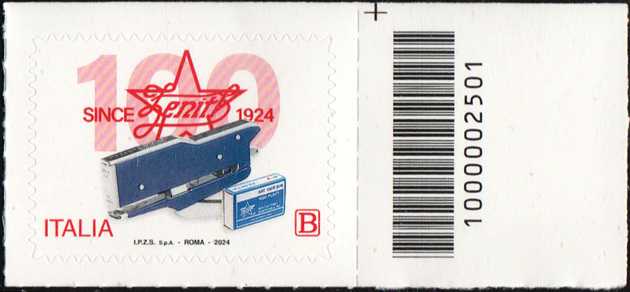 100
SINCE Zenith 1924
ITALIA B
I.P.Z.S. S.p.A. - ROMA - 2024
1000002501